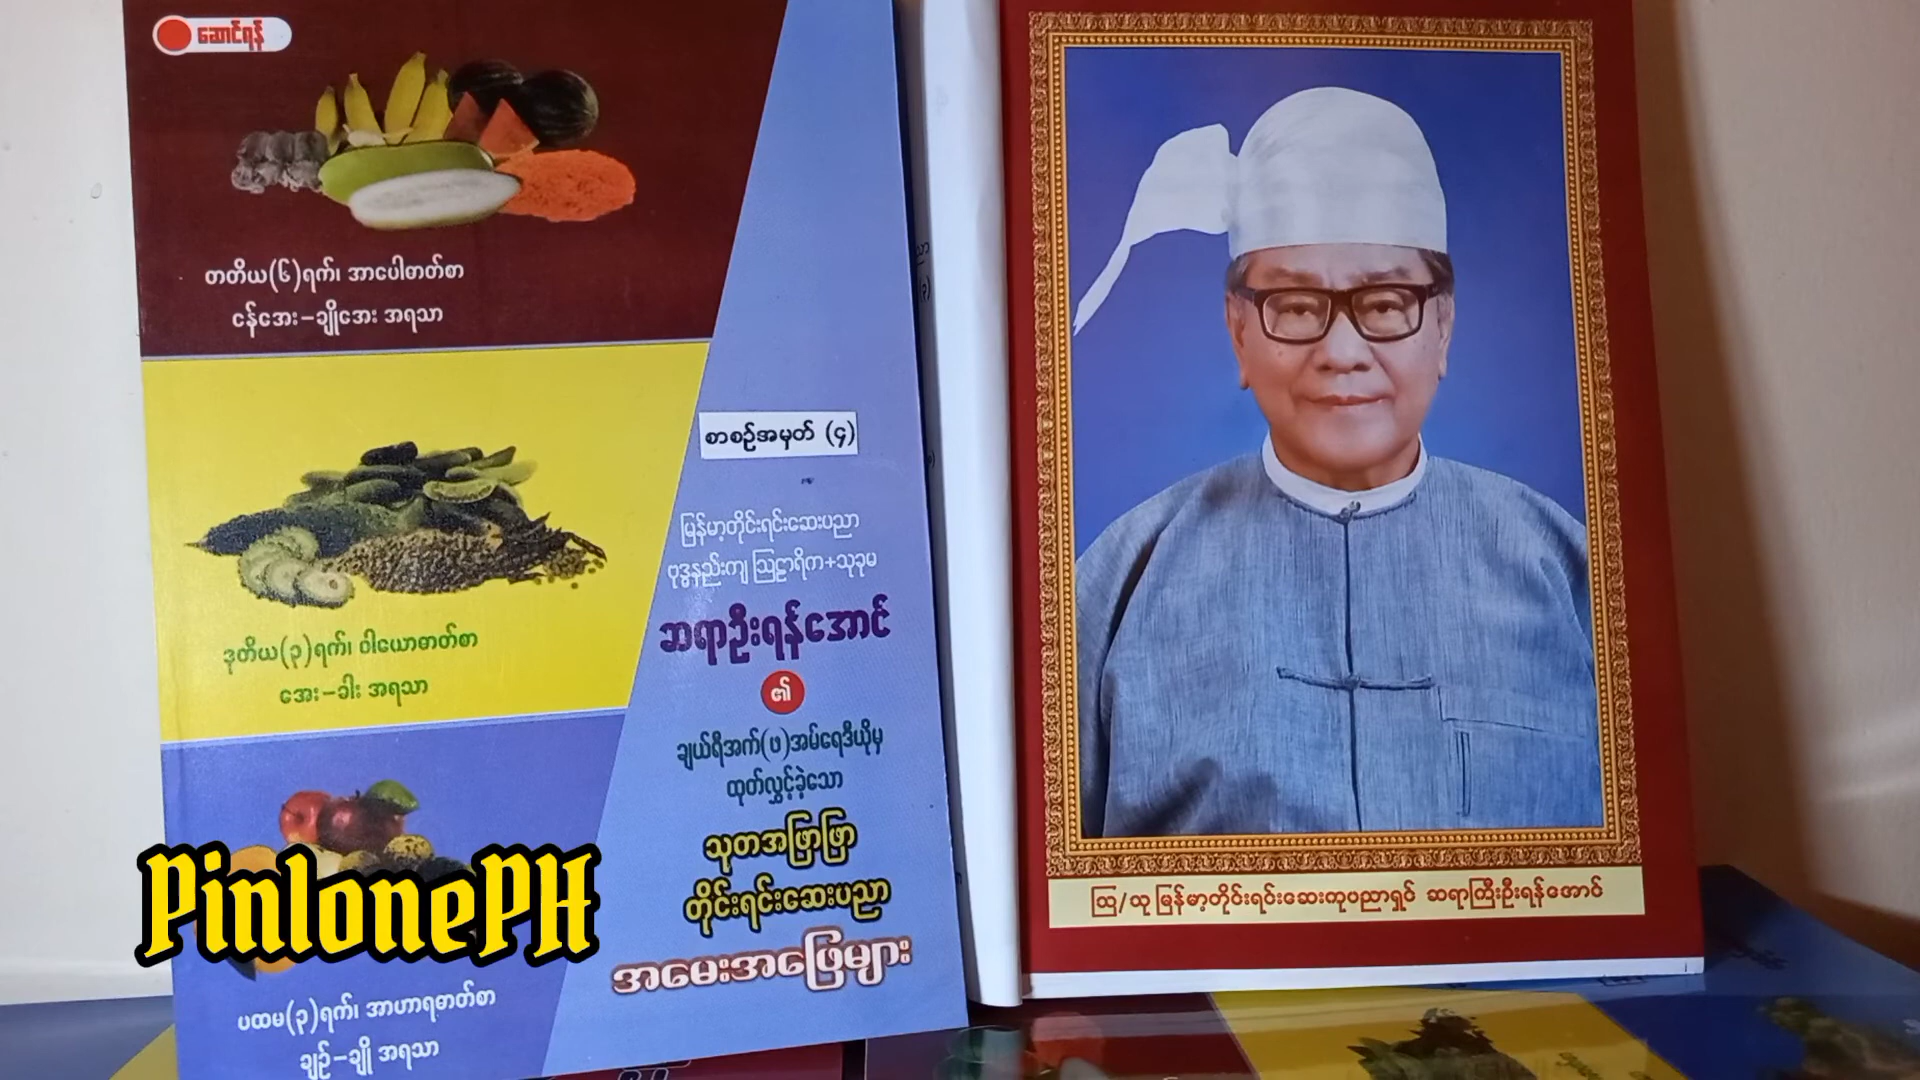 ဆောင်ရန်
တတိယ(၆)ရက်၊ အာပေါဓာတ်စာ
ငန်အေး–ချိုအေး အရသာ
ဒုတိယ(၃)ရက်၊ ဝါယောဓာတ်စာ
အေး–ခါး အရသာ
ပထမ(၃)ရက်၊ အာဟာရဓာတ်စာ
ချဉ်–ချို အရသာ
စာစဉ်အမှတ် (၄)
မြန်မာ့တိုင်းရင်းဆေးပညာ
ဗုဒ္ဓနည်းကျ ဩဠာရိက+သုခုမ
ဆရာဦးရန်အောင်
၏
ချယ်ရီအက်(ဖ)အမ်ရေဒီယိုမှ
ထုတ်လွှင့်ခဲ့သော
သုတအဖြာဖြာ
တိုင်းရင်းဆေးပညာ
အမေးအဖြေများ
PinlonePH
ဩ/သု မြန်မာ့တိုင်းရင်းဆေးကုပညာရှင် ဆရာကြီးဦးရန်အောင်